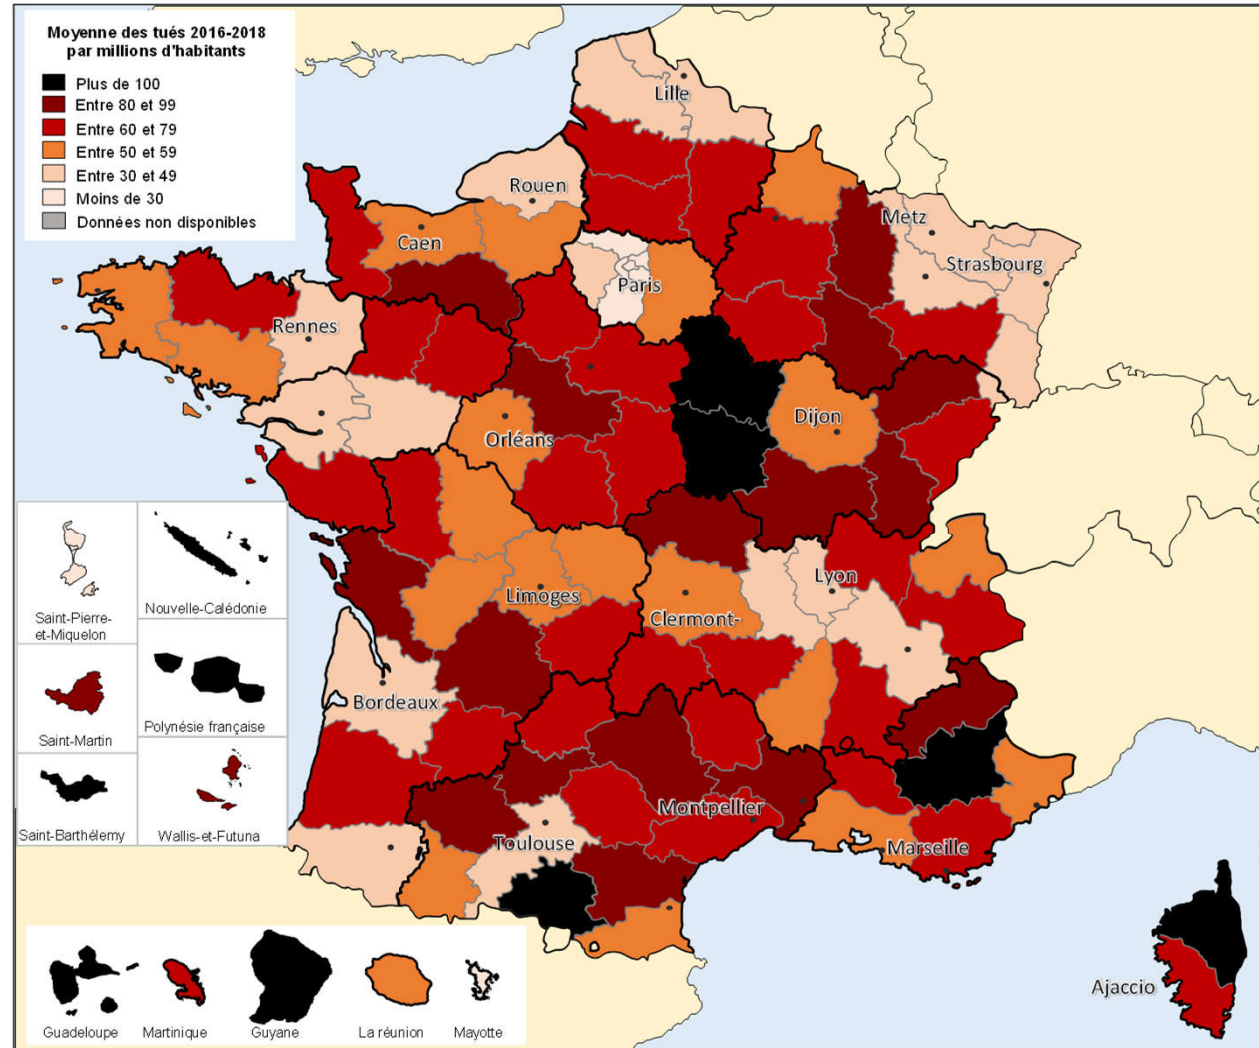 Moyenne des tués 2016-2018
par millions d'habitants
Plus de 100
Entre 80 et 99
Entre 60 et 79
Entre 50 et 59
Entre 30 et 49
Moins de 30
Données non disponibles
Lille
Rouen
Metz
Caen
Strasbourg
Paris
Rennes
Dijon
Orléans
Lyon
Limoges
Clermont-
Bordeaux
Montpellier
Toulouse
Marseille
Ajaccio
Saint-Pierre-
et-Miquelon
Nouvelle-Calédonie
Saint-Martin
Polynésie française
Saint-Barthélemy
Wallis-et-Futuna
Guadeloupe
Martinique
Guyane
La réunion
Mayotte